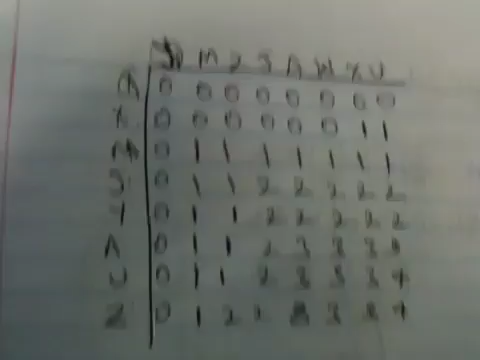 Ø M Z J A W X U
Ø 0 0 0 0 0 0 0 0
X 0 0 0 0 0 0 1 1
M 0 1 1 1 1 1 1 1
J 0 1 1 2 2 2 2 2
Y 0 1 1 2 2 2 2 2
A 0 1 1 2 3 3 3 3
U 0 1 1 2 3 3 3 4
Z 0 1 2 2 3 3 3 4